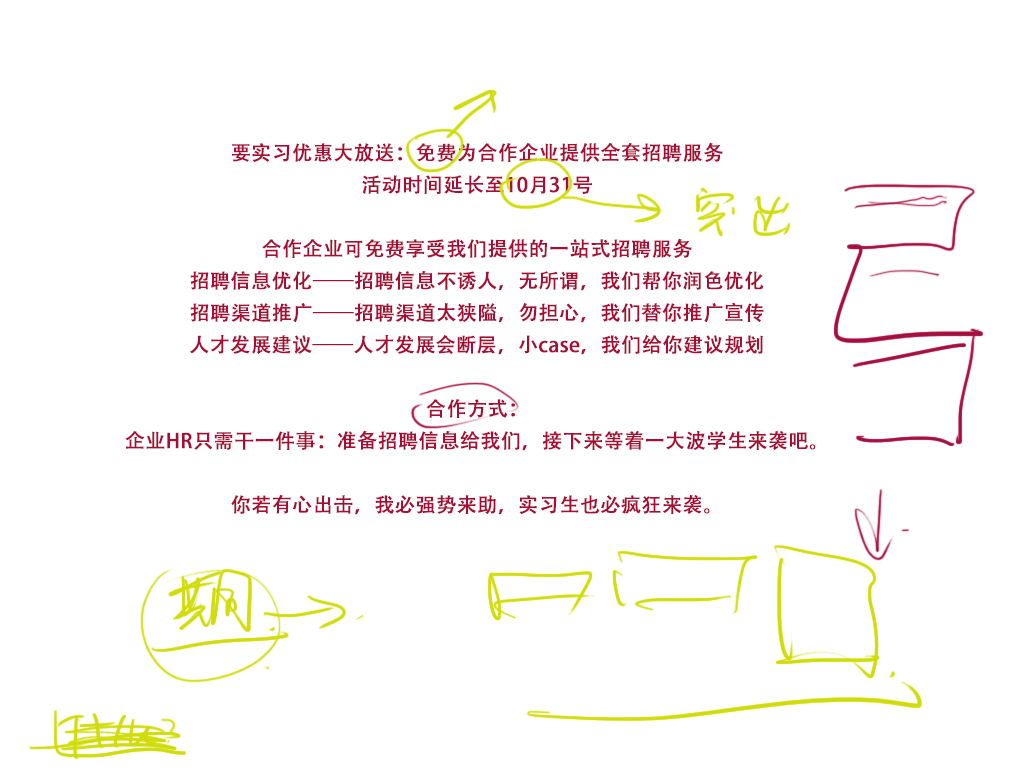 要实习优惠大放送：免费为合作企业提供全套招聘服务
活动时间延长至10月31号
突出
合作企业可免费享受我们提供的一站式招聘服务
招聘信息优化——招聘信息不诱人，无所谓，我们帮你润色优化
招聘渠道推广——招聘渠道太狭隘，勿担心，我们替你推广宣传
人才发展建议——人才发展会断层，小case，我们给你建议规划
合作方式：
企业HR只需干一件事：准备招聘信息给我们，接下来等着一大波学生来袭吧。
你若有心出击，我必强势来助，实习生也必疯狂来袭。
共同